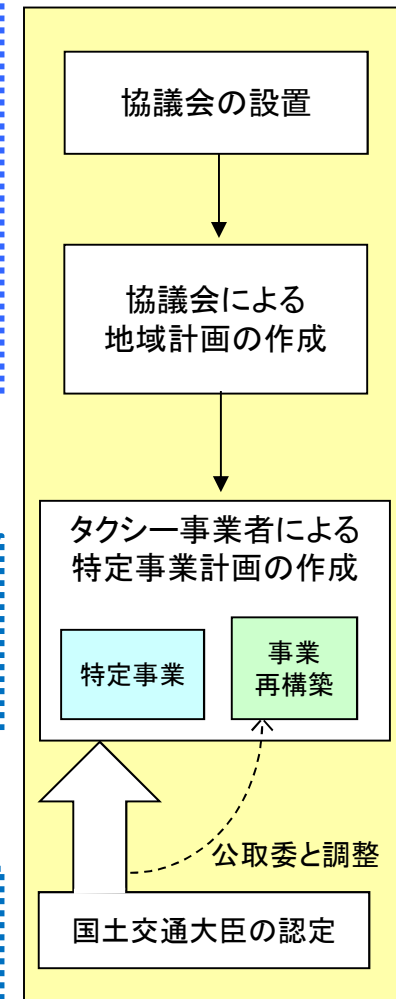 協議会の設置
協議会による
地域計画の作成
タクシー事業者による
特定事業計画の作成
特定事業
事業
再構築
公取委と調整
国土交通大臣の認定